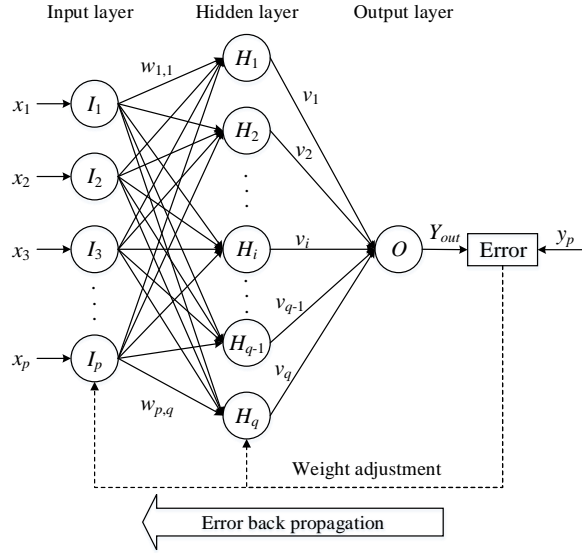 Input layer Hidden layer Output layer
w1,1
H1
x1 I1
v1
H2
x2 I2
v2
x3 I3
Hi
vi
O
Yout
Error
yp
vq-1
Hq-1
xp Ip
vq
wp,q
Hq
Weight adjustment
Error back propagation